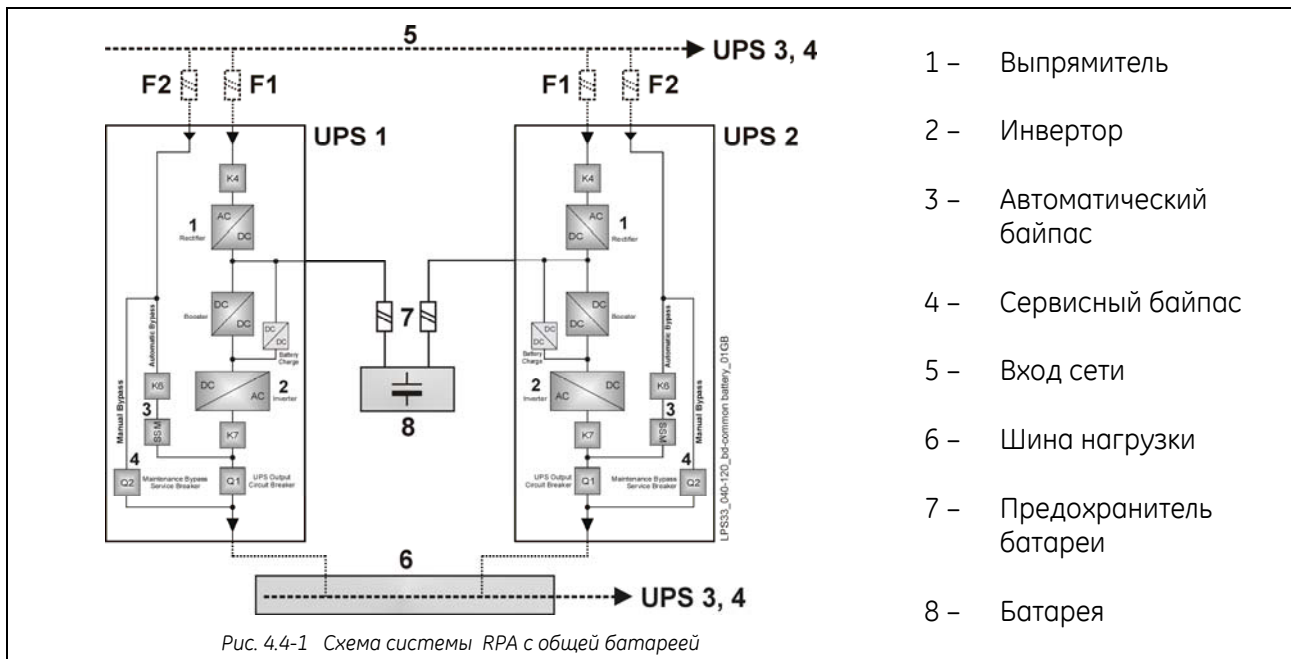 5
UPS 3, 4
F2
F1
F1
F2
UPS 1
UPS 2
K4
K4
AC
DC
1
Rectifier
AC
DC
1
Rectifier
DC
DC
Booster
7
DC
DC
Booster
DC
DC
Battery
Charge
DC
DC
Battery
Charge
Automatic Bypass
Manual Bypass
Automatic Bypass
Manual Bypass
K6
3
SSM
DC
AC
2
Inverter
8
2
Inverter
DC
AC
K6
3
SSM
K7
K7
4
Q2
Maintenance Bypass
Service Breaker
Q1
UPS Output
Circuit Breaker
UPS Output
Circuit Breaker
Q1
Maintenance Bypass
Service Breaker
4
Q2
LPS33_040-120_bd-common battery_01GB
6
UPS 3, 4
Рис. 4.4-1 Схема системы RPA с общей батареей
1 – Выпрямитель
2 – Инвертор
3 – Автоматический
байпас
4 – Сервисный байпас
5 – Вход сети
6 – Шина нагрузки
7 – Предохранитель
батареи
8 – Батарея